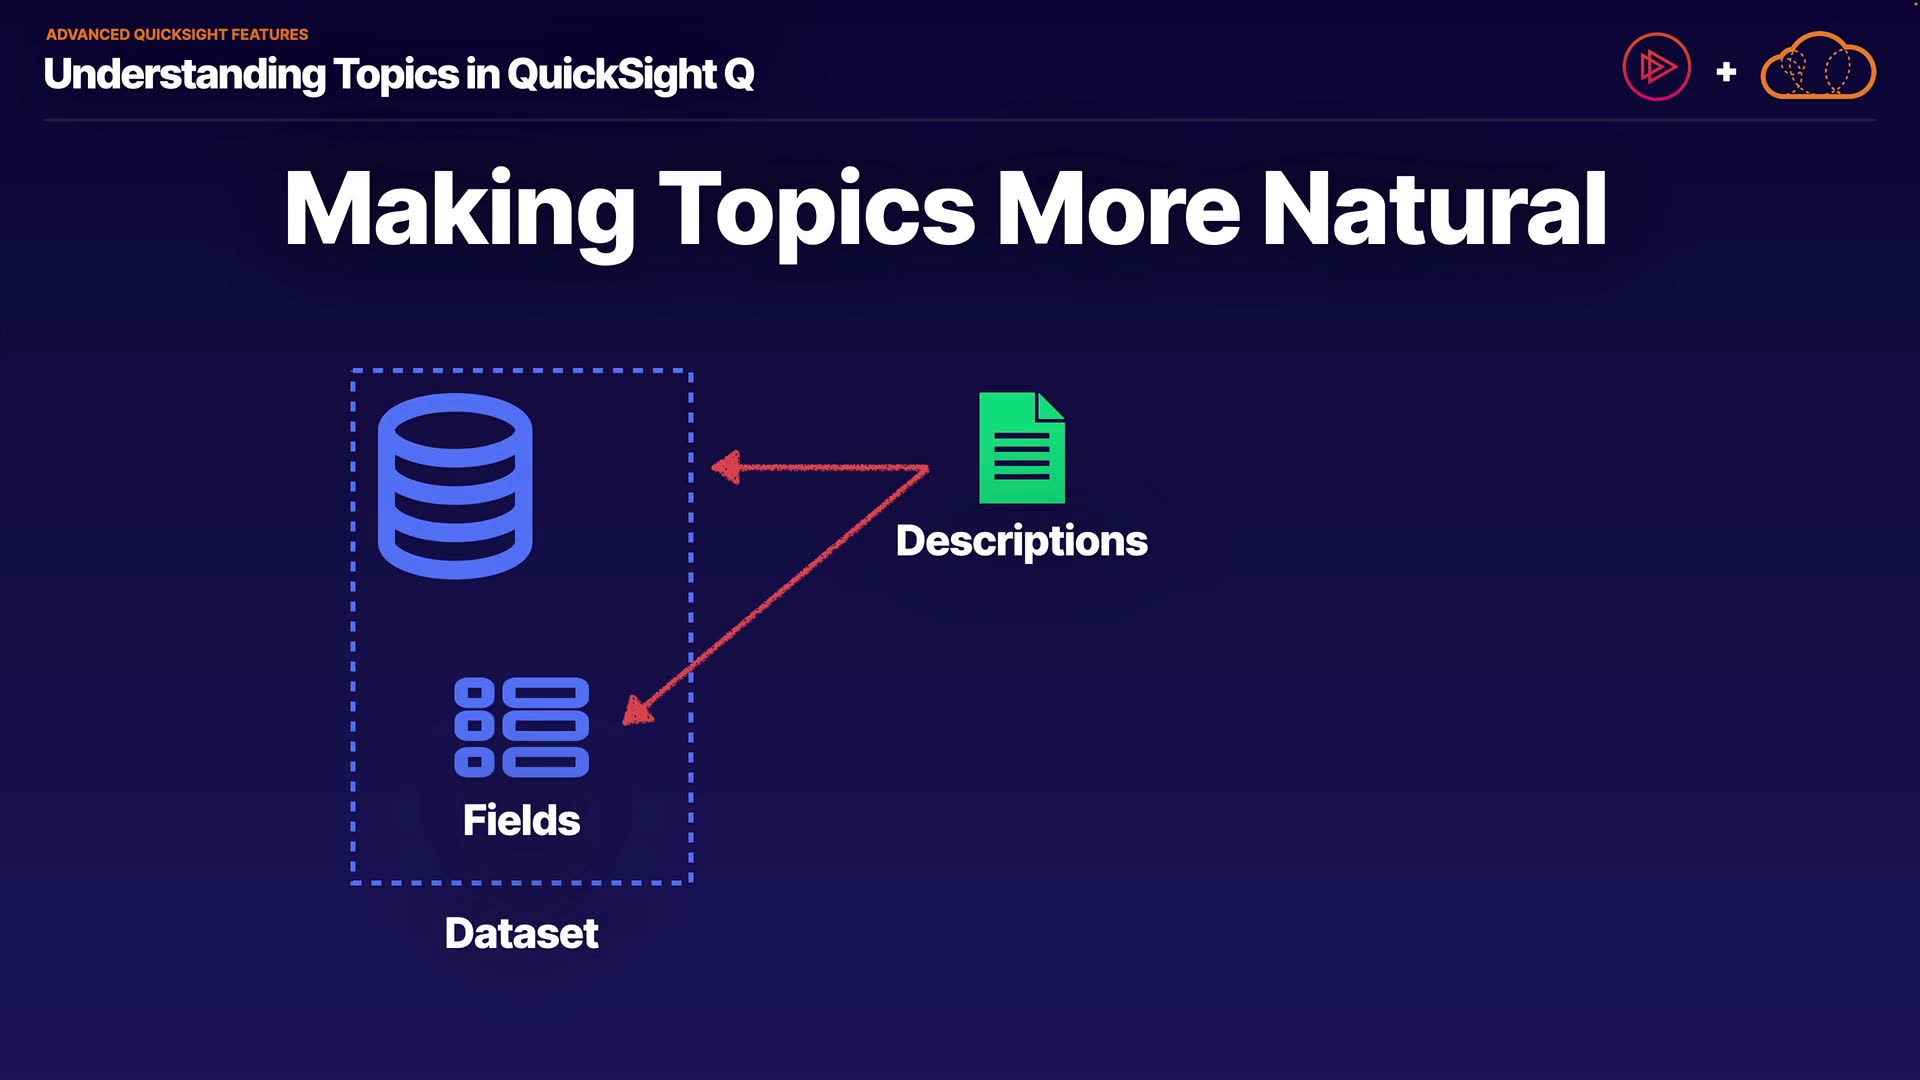 ADVANCED QUICKSIGHT FEATURES
Understanding Topics in QuickSight Q
+
Making Topics More Natural
Descriptions
Fields
Dataset